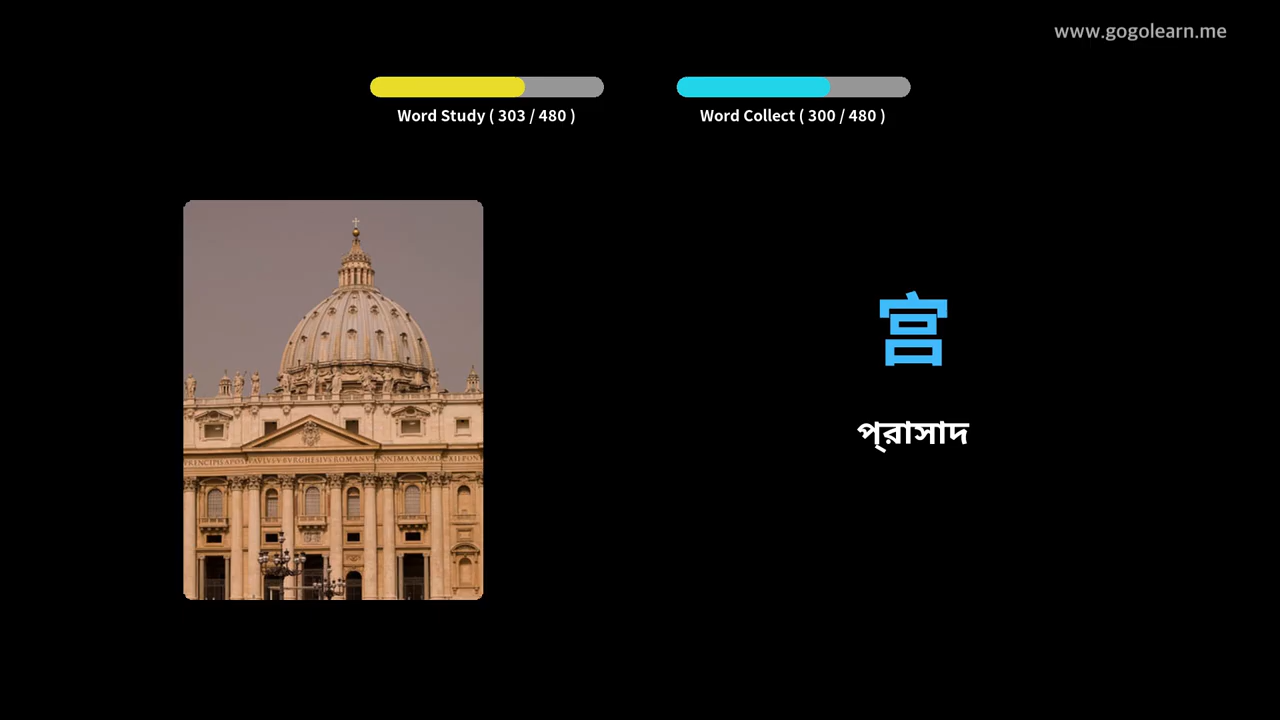 www.gogolearn.me
Word Study ( 303 / 480 )
Word Collect ( 300 / 480 )
宫
প্রাসাদ